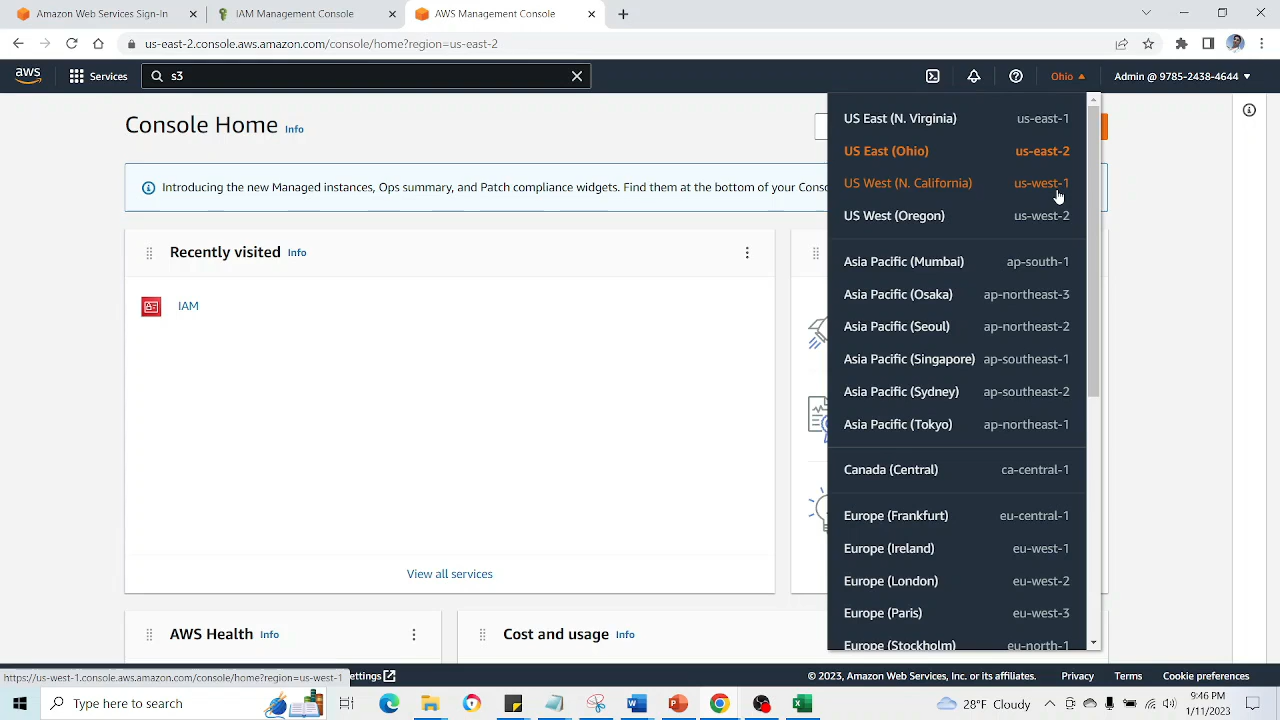 Amazon Web Services Sign-In
IAM Management Console
AWS Management Console
us-east-2.console.aws.amazon.com/console/home?region=us-east-2
aws
Services
s3
Ohio
Admin @ 9785-2438-4644
Console Home Info
Introducing the new Managed instances, Ops summary, and Patch compliance widgets. Find them at the bottom of your Conso
Recently visited Info
IAM
View all services
AWS Health Info
Cost and usage Info
US East (N. Virginia) us-east-1
US East (Ohio) us-east-2
US West (N. California) us-west-1
US West (Oregon) us-west-2
Asia Pacific (Mumbai) ap-south-1
Asia Pacific (Osaka) ap-northeast-3
Asia Pacific (Seoul) ap-northeast-2
Asia Pacific (Singapore) ap-southeast-1
Asia Pacific (Sydney) ap-southeast-2
Asia Pacific (Tokyo) ap-northeast-1
Canada (Central) ca-central-1
Europe (Frankfurt) eu-central-1
Europe (Ireland) eu-west-1
Europe (London) eu-west-2
Europe (Paris) eu-west-3
Europe (Stockholm) eu-north-1
https://us-west-1.console.aws.amazon.com/console/home?region=us-west-1
ettings
© 2023, Amazon Web Services, Inc. or its affiliates.
Privacy
Terms
Cookie preferences
Type here to search
28°F Cloudy
9:46 PM
1/11/2023